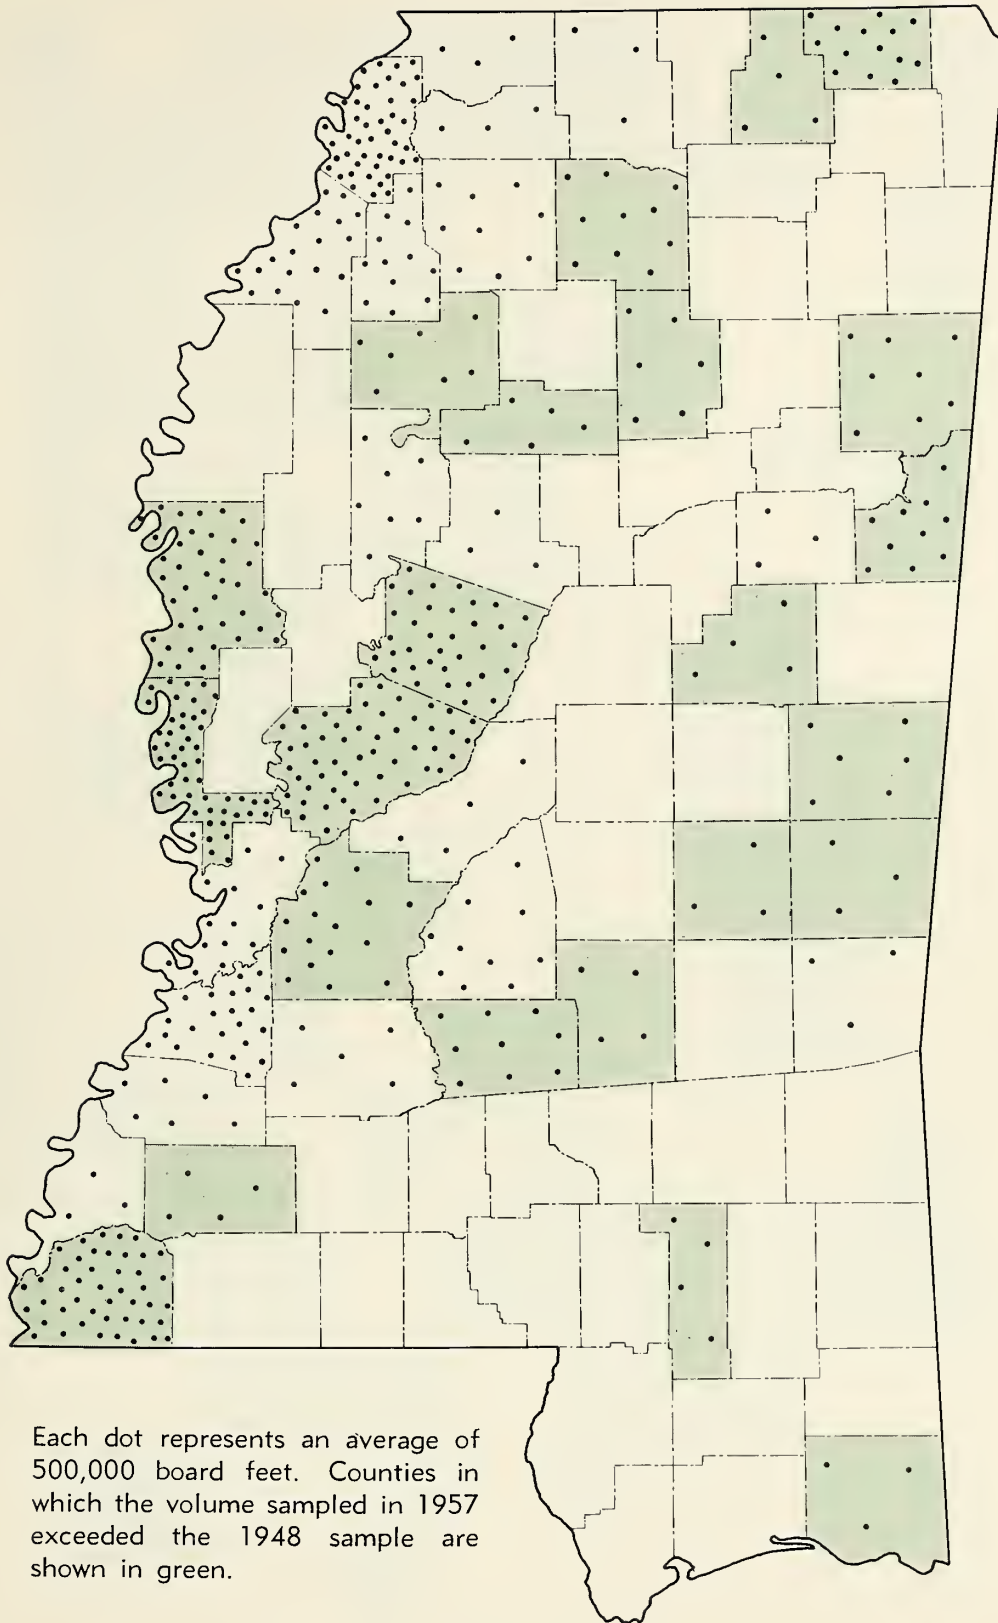 Each dot represents an average of
500,000 board feet. Counties in
which the volume sampled in 1957
exceeded the 1948 sample are
shown in green.